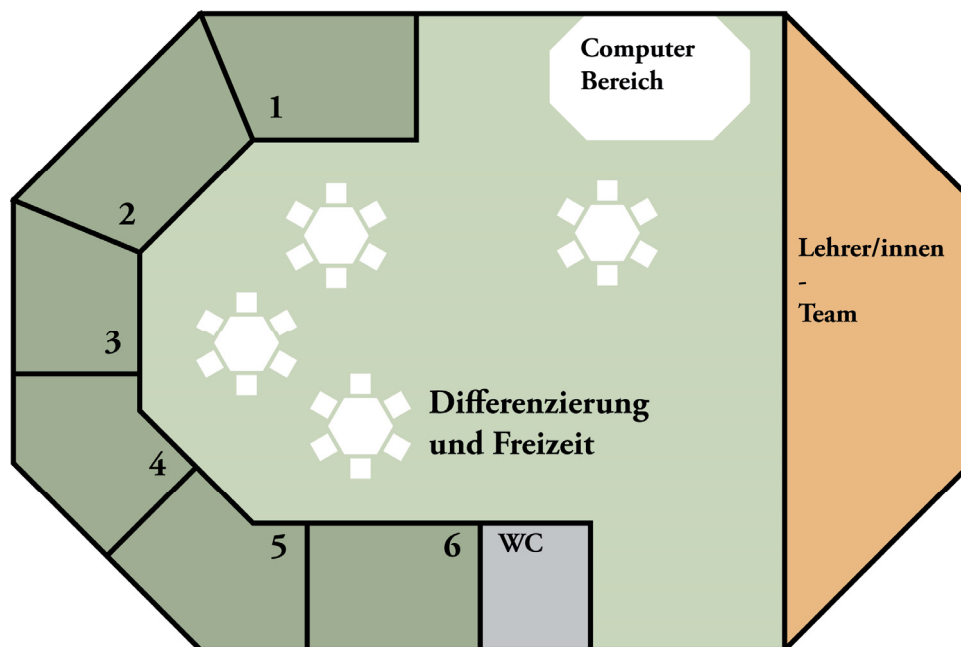 1
Computer
Bereich
2
Lehrer/innen
-
Team
3
Differenzierung
und Freizeit
4
5
6
WC